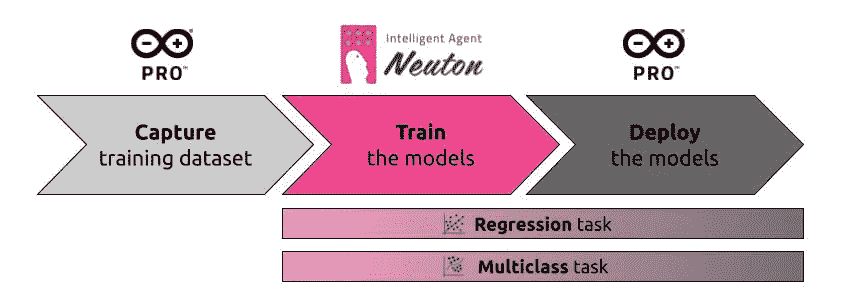 PRO™
Intelligent Agent
Neuton
PRO™
Capture
training dataset
Train
the models
Deploy
the models
Regression task
Multiclass task